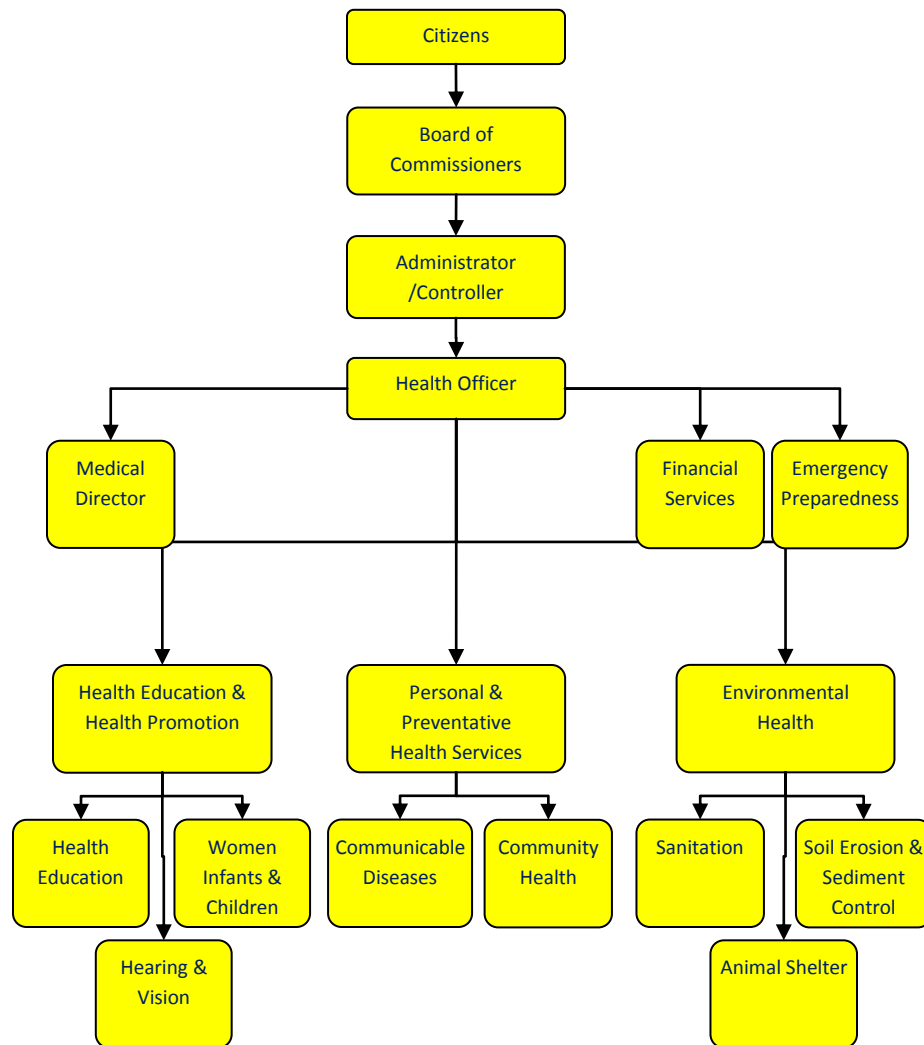 Citizens
Board of
Commissioners
Administrator
/Controller
Health Officer
Medical
Director
Financial
Services
Emergency
Preparedness
Health Education &
Health Promotion
Personal &
Preventative
Health Services
Environmental
Health
Health
Education
Women
Infants &
Children
Communicable
Diseases
Community
Health
Sanitation
Soil Erosion &
Sediment
Control
Hearing &
Vision
Animal Shelter